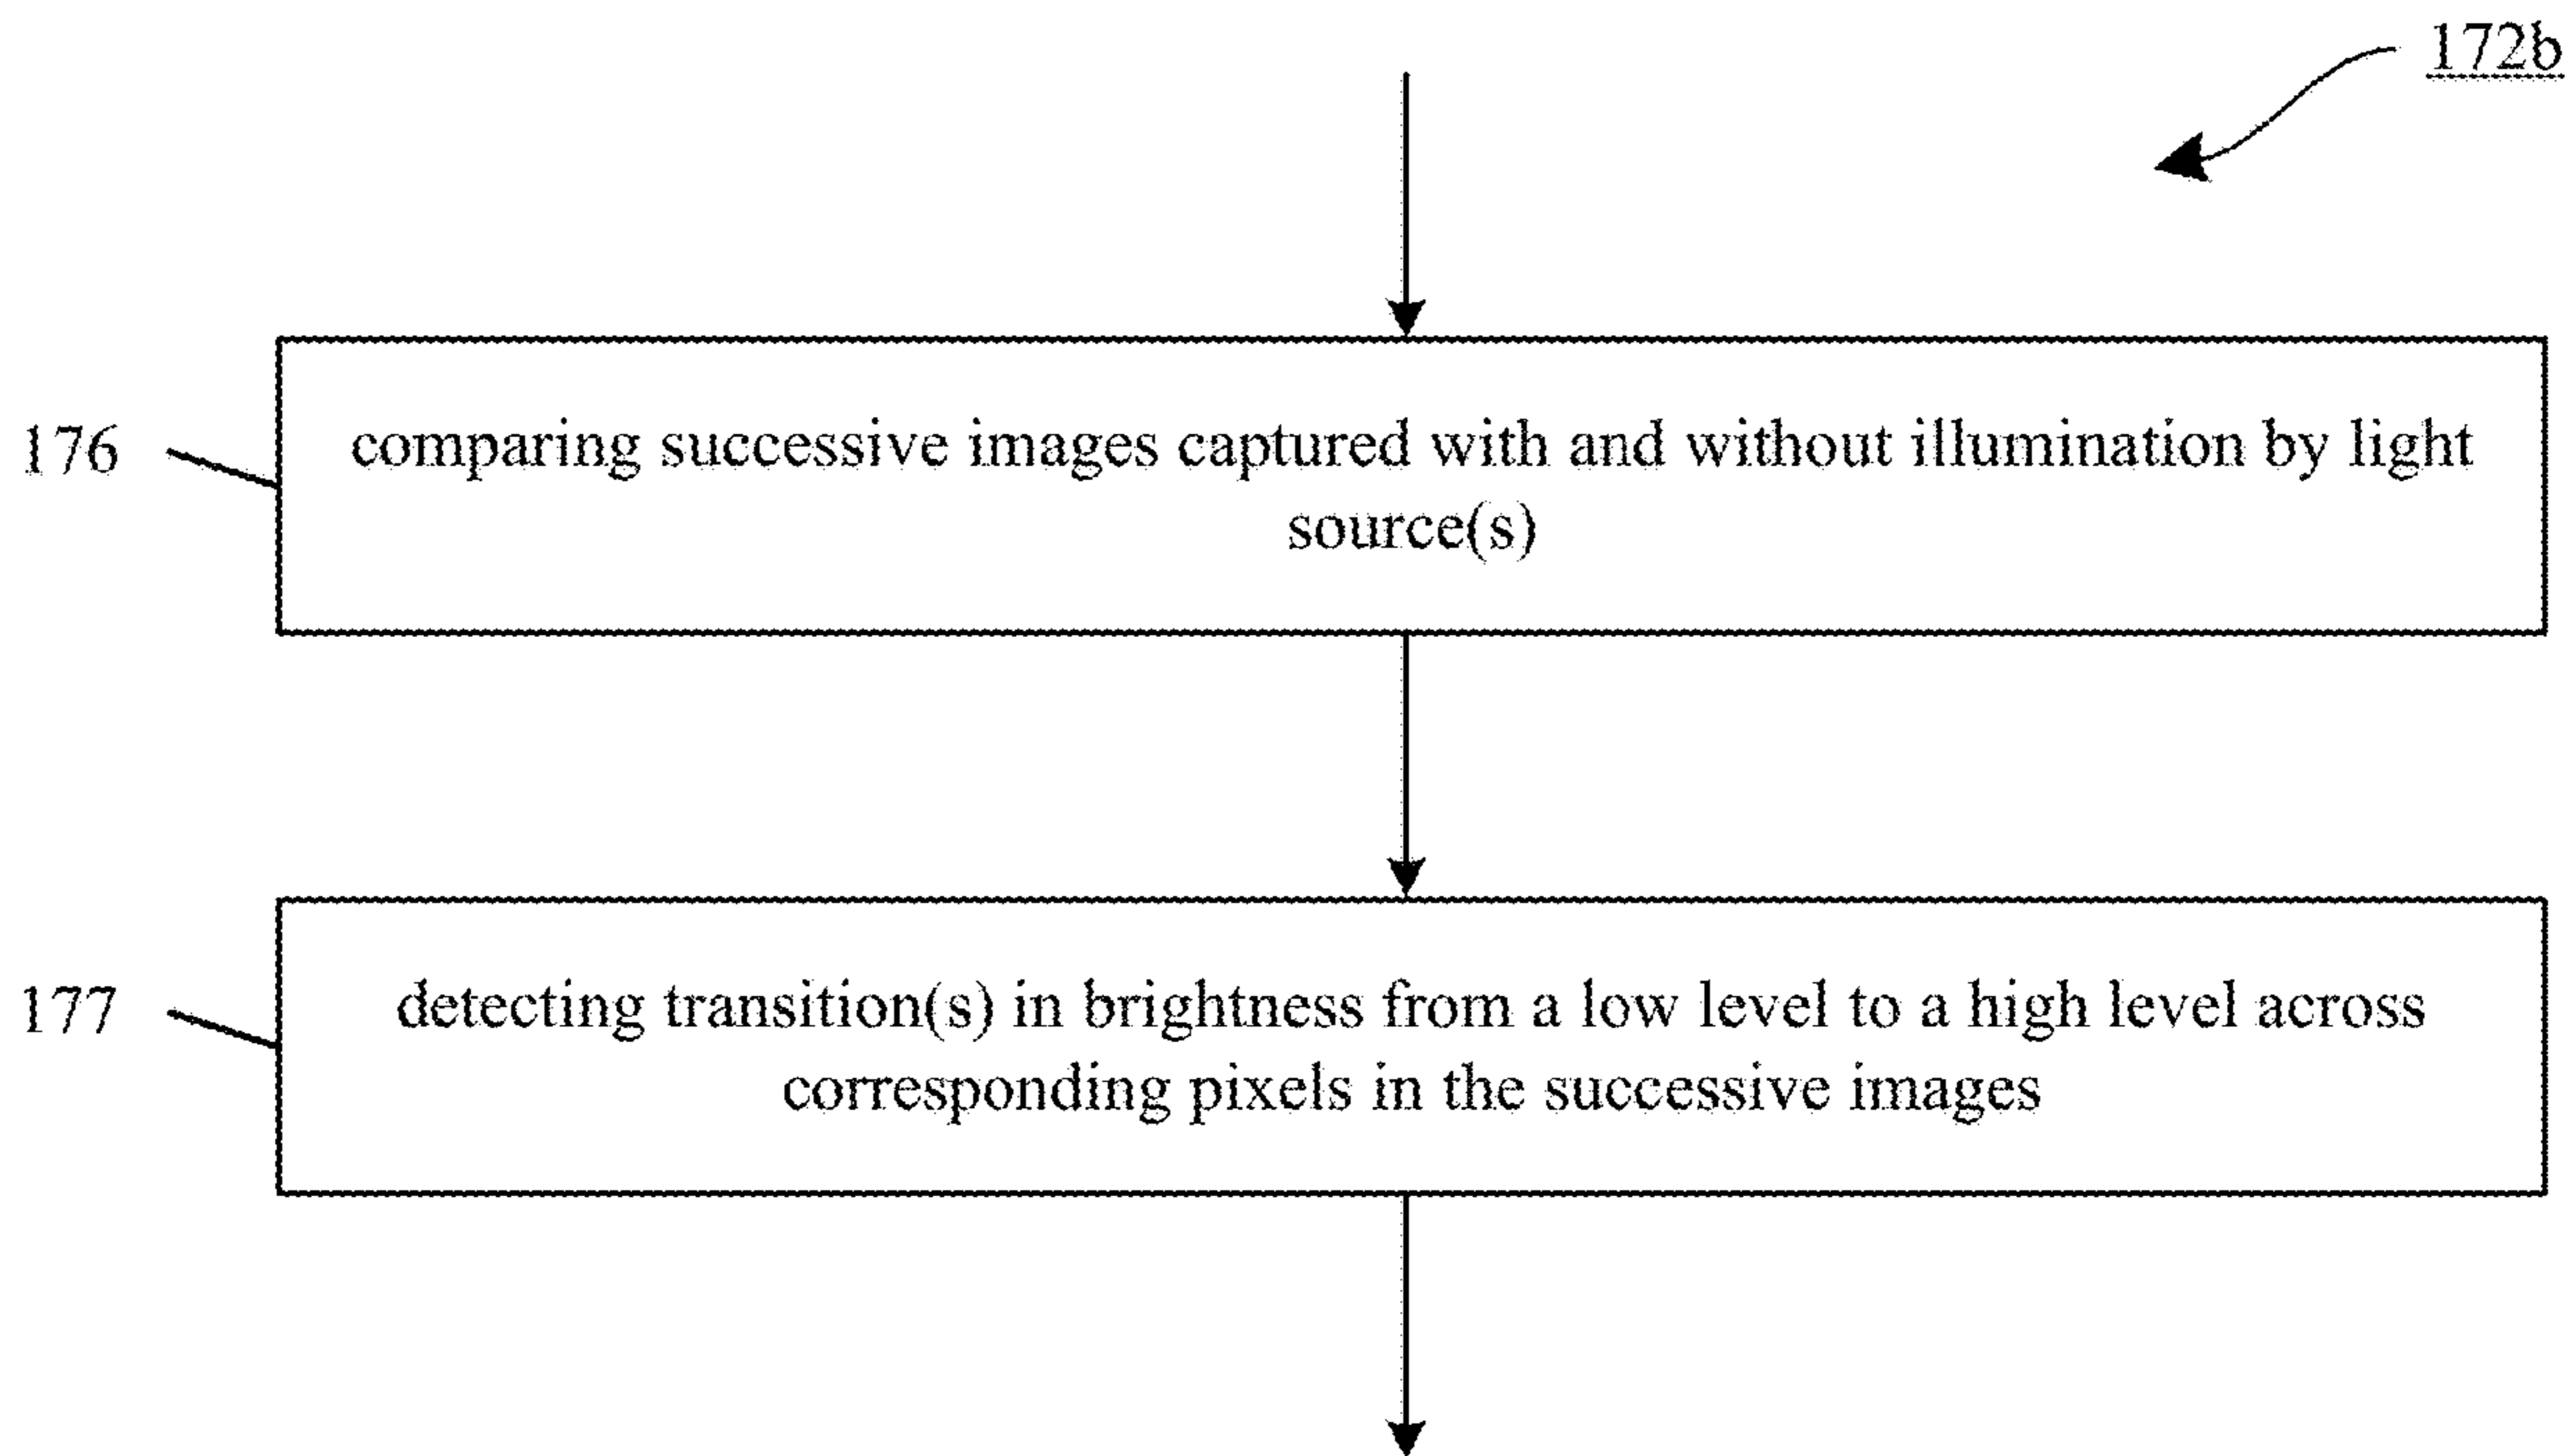 172b
176
comparing successive images captured with and without illumination by light
source(s)
177
detecting transition(s) in brightness from a low level to a high level across
corresponding pixels in the successive images